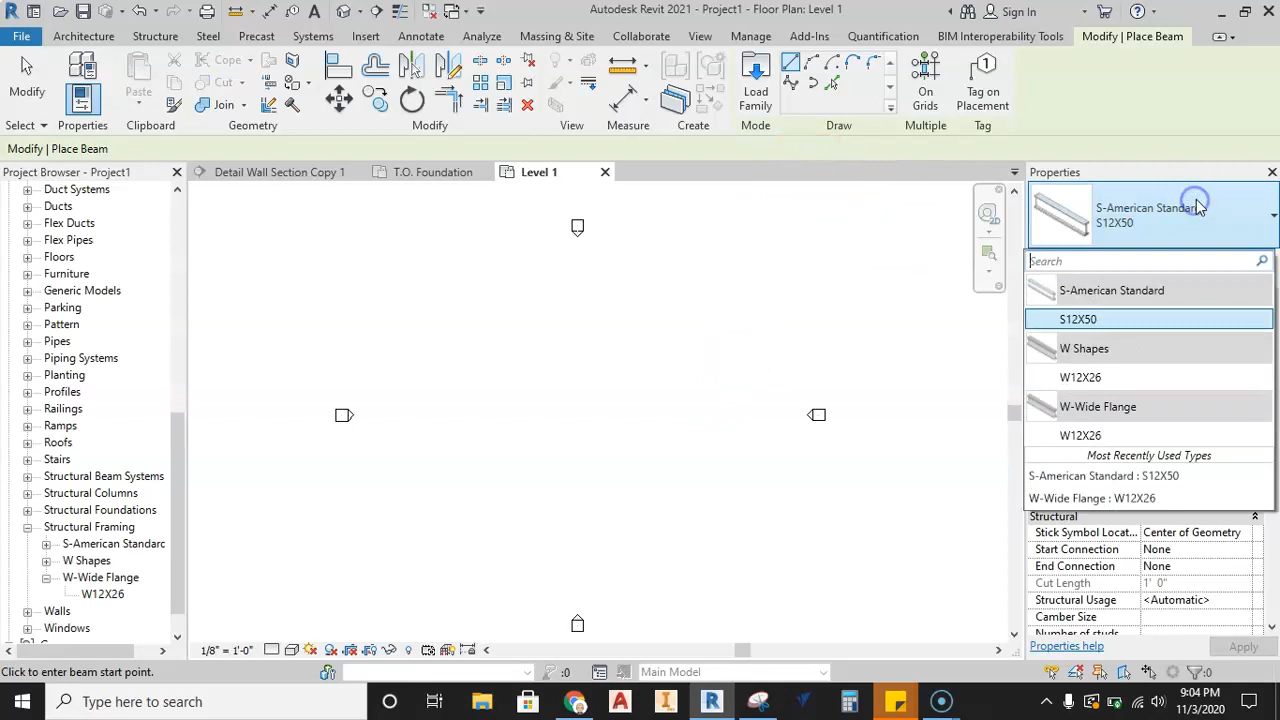 Autodesk Revit 2021 - Project1 - Floor Plan: Level 1
Sign In
File Architecture Structure Steel Precast Systems Insert Annotate Analyze Massing & Site Collaborate View Manage Add-Ins Quantification BIM Interoperability Tools Modify | Place Beam
Modify Paste Cope Cut Join Load Family On Grids Tag on Placement
Select Properties Clipboard Geometry Modify View Measure Create Mode Draw Multiple Tag
Modify | Place Beam
Project Browser - Project1
Detail Wall Section Copy 1
T.O. Foundation
Level 1
Properties
Duct Systems
Ducts
Flex Ducts
Flex Pipes
Floors
Furniture
Generic Models
Parking
Pattern
Pipes
Piping Systems
Planting
Profiles
Railings
Ramps
Roofs
Stairs
Structural Beam Systems
Structural Columns
Structural Foundations
Structural Framing
S-American Standarc
W Shapes
W-Wide Flange
W12X26
Walls
Windows
2D
S-American Standard
S12X50
Search
S-American Standard
S12X50
W Shapes
W12X26
W-Wide Flange
W12X26
Most Recently Used Types
S-American Standard : S12X50
W-Wide Flange : W12X26
Structural
Stick Symbol Locat... Center of Geometry
Start Connection None
End Connection None
Cut Length 1' 0"
Structural Usage <Automatic>
Camber Size
Number of studs
Properties help
Apply
1/8" = 1'-0"
Click to enter beam start point.
:0
Main Model
:0
Type here to search
9:04 PM
11/3/2020